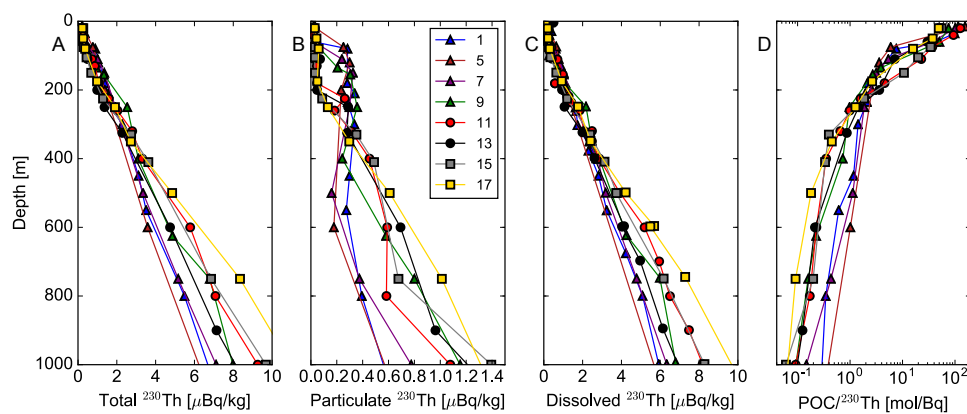 A
B
C
D
0
200
400
600
800
1000
Depth [m]
0 2 4 6 8 10
Total ²³⁰Th [μBq/kg]
0.0 0.2 0.4 0.6 0.8 1.0 1.2 1.4
Particulate ²³⁰Th [μBq/kg]
1
5
7
9
11
13
15
17
0 2 4 6 8 10
Dissolved ²³⁰Th [μBq/kg]
10⁻¹ 10⁰ 10¹ 10²
POC/²³⁰Th [mol/Bq]